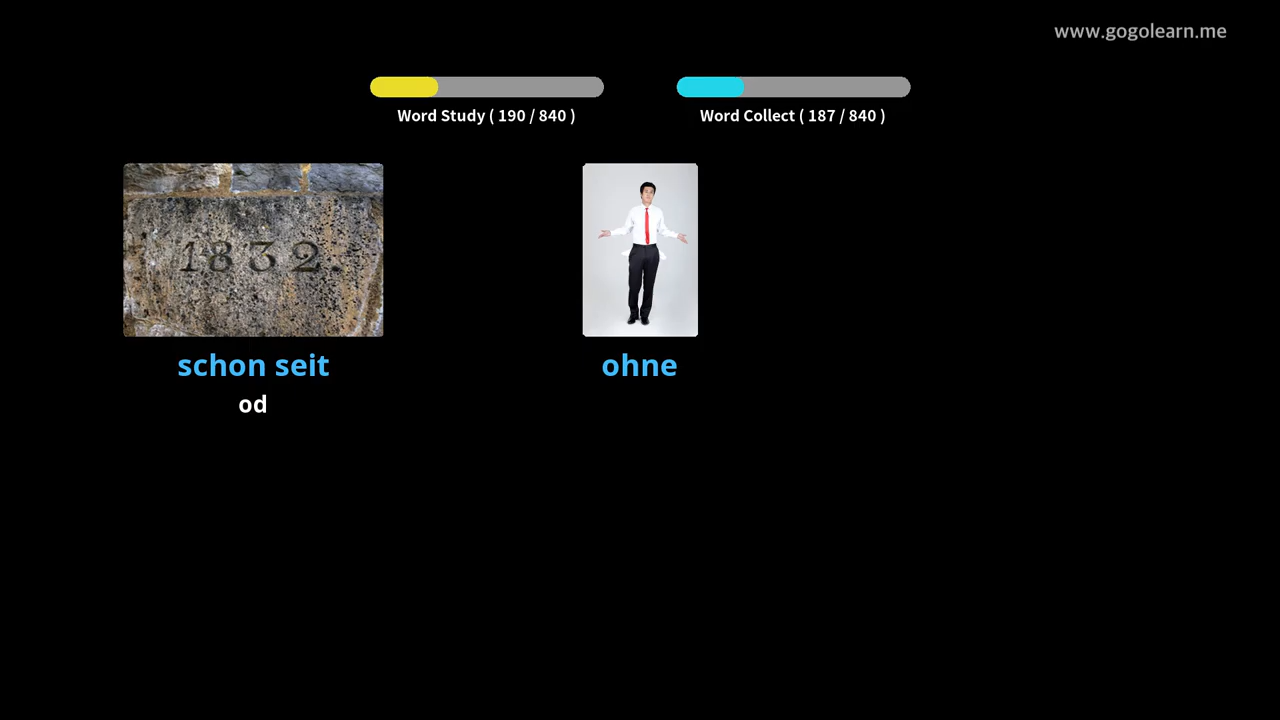 www.gogolearn.me
Word Study ( 190 / 840 )
Word Collect ( 187 / 840 )
1832.
schon seit
od
ohne